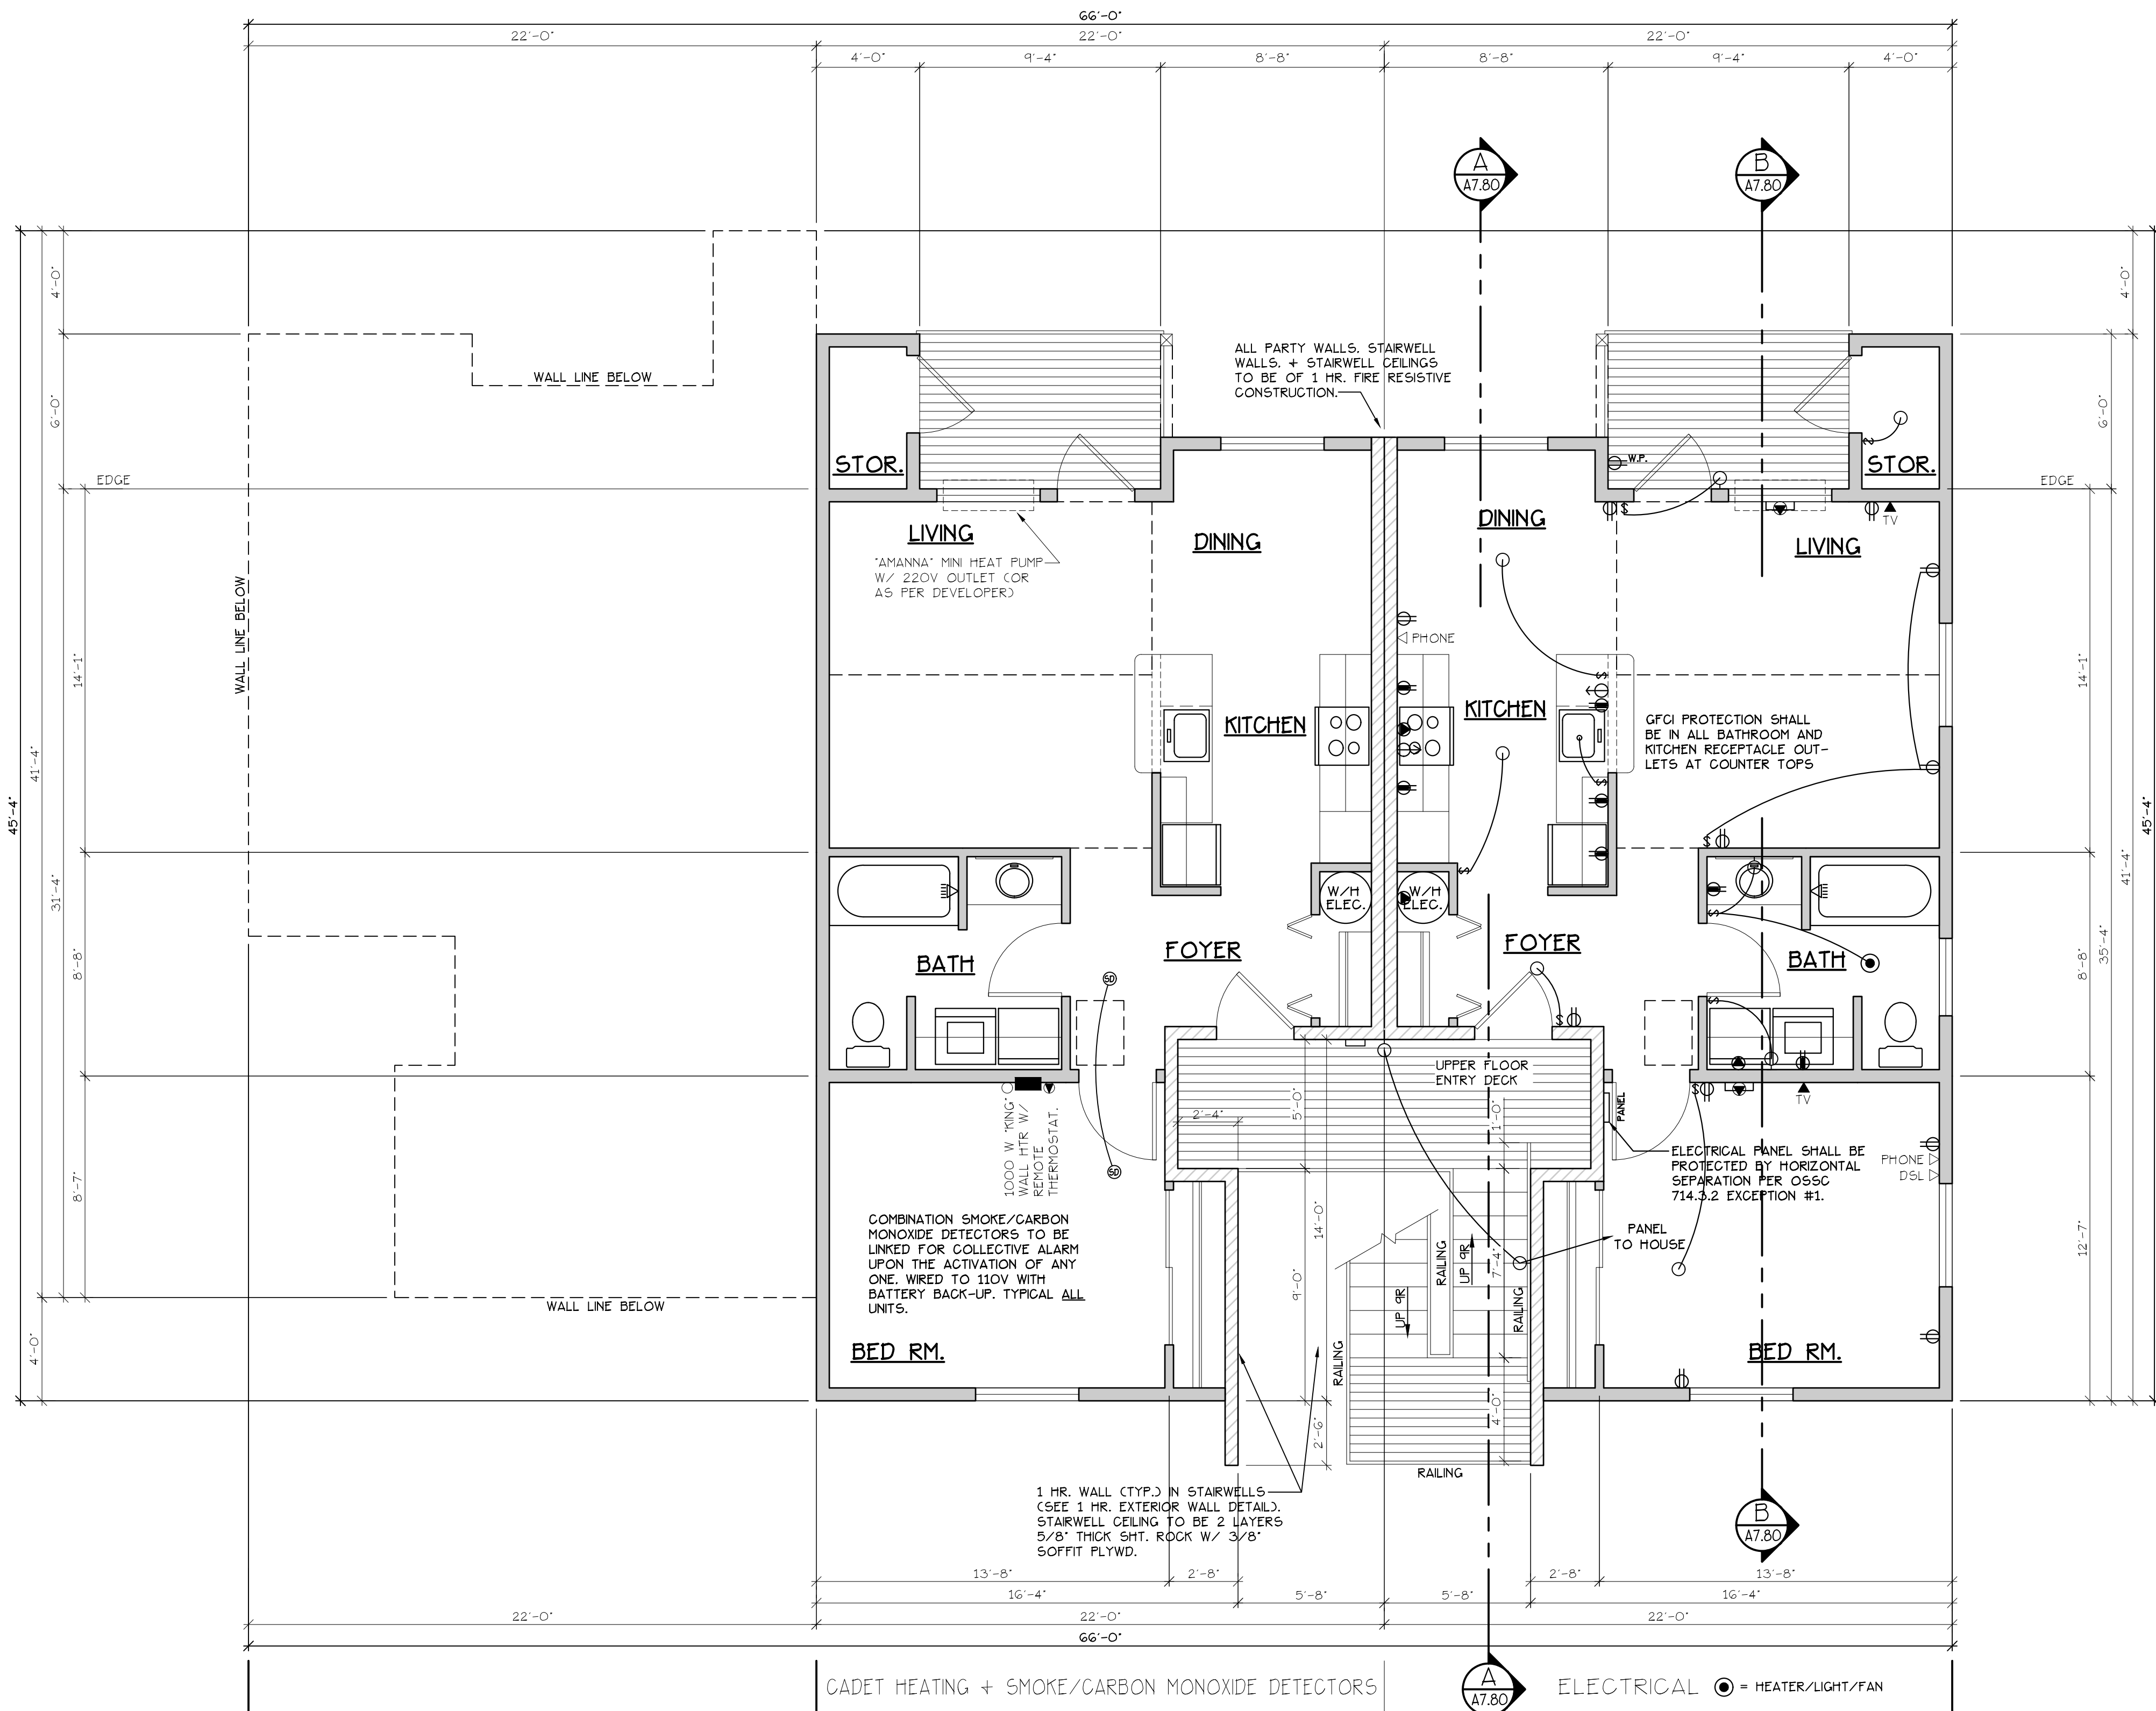 66'-0"
22'-0" 22'-0" 22'-0"
4'-0" 9'-4" 8'-8" 8'-8" 9'-4" 4'-0"
A
A7.80
B
A7.80
4'-0"
6'-0"
EDGE
14'-1"
41'-4"
45'-4"
31'-4"
8'-8"
8'-7"
4'-0"
WALL LINE BELOW
WALL LINE BELOW
WALL LINE BELOW
ALL PARTY WALLS, STAIRWELL
WALLS, + STAIRWELL CEILINGS
TO BE OF 1 HR. FIRE RESISTIVE
CONSTRUCTION.
STOR.
LIVING
DINING
"AMANNA" MINI HEAT PUMP
W/ 220V OUTLET (OR
AS PER DEVELOPER)
KITCHEN
W/H
ELEC.
BATH
FOYER
SD
SD
1000 W "KING"
WALL HTR W/
REMOTE
THERMOSTAT.
COMBINATION SMOKE/CARBON
MONOXIDE DETECTORS TO BE
LINKED FOR COLLECTIVE ALARM
UPON THE ACTIVATION OF ANY
ONE, WIRED TO 110V WITH
BATTERY BACK-UP. TYPICAL ALL
UNITS.
BED RM.
W.P.
STOR.
DINING
LIVING
TV
PHONE
KITCHEN
GFCI PROTECTION SHALL
BE IN ALL BATHROOM AND
KITCHEN RECEPTACLE OUT-
LETS AT COUNTER TOPS
W/H
ELEC.
FOYER
BATH
UPPER FLOOR
ENTRY DECK
2'-4"
5'-0"
1'-0"
14'-0"
9'-0"
7'-4"
4'-0"
2'-6"
RAILING
RAILING
RAILING
RAILING
UP 9R
UP 9R
PANEL
TV
ELECTRICAL PANEL SHALL BE
PROTECTED BY HORIZONTAL
SEPARATION PER OSSC
714.3.2 EXCEPTION #1.
PHONE
DSL
PANEL
TO HOUSE
BED RM.
4'-0"
6'-0"
EDGE
14'-1"
41'-4"
45'-4"
35'-4"
8'-8"
12'-7"
1 HR. WALL (TYP.) IN STAIRWELLS
(SEE 1 HR. EXTERIOR WALL DETAIL).
STAIRWELL CEILING TO BE 2 LAYERS
5/8" THICK SHT. ROCK W/ 3/8"
SOFFIT PLYWD.
B
A7.80
13'-8" 2'-8" 2'-8" 13'-8"
16'-4" 5'-8" 5'-8" 16'-4"
22'-0" 22'-0" 22'-0"
66'-0"
CADET HEATING + SMOKE/CARBON MONOXIDE DETECTORS
A
A7.80
ELECTRICAL = HEATER/LIGHT/FAN